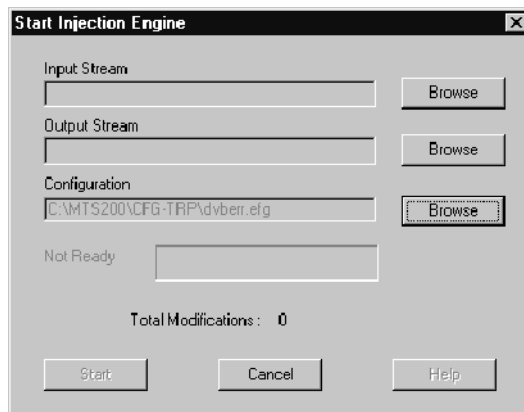 Start Injection Engine
Input Stream
Browse
Output Stream
Browse
Configuration
C:\MTS200\CFG-TRP\dvberr.efg
Browse
Not Ready
Total Modifications : 0
Start Cancel Help